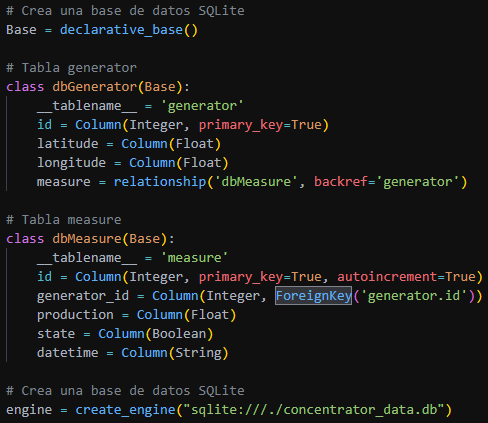 # Crea una base de datos SQLite
Base = declarative_base()
# Tabla generator
class dbGenerator(Base):
    __tablename__ = 'generator'
    id = Column(Integer, primary_key=True)
    latitude = Column(Float)
    longitude = Column(Float)
    measure = relationship('dbMeasure', backref='generator')
# Tabla measure
class dbMeasure(Base):
    __tablename__ = 'measure'
    id = Column(Integer, primary_key=True, autoincrement=True)
    generator_id = Column(Integer, ForeignKey('generator.id'))
    production = Column(Float)
    state = Column(Boolean)
    datetime = Column(String)
# Crea una base de datos SQLite
engine = create_engine("sqlite:///./concentrator_data.db")